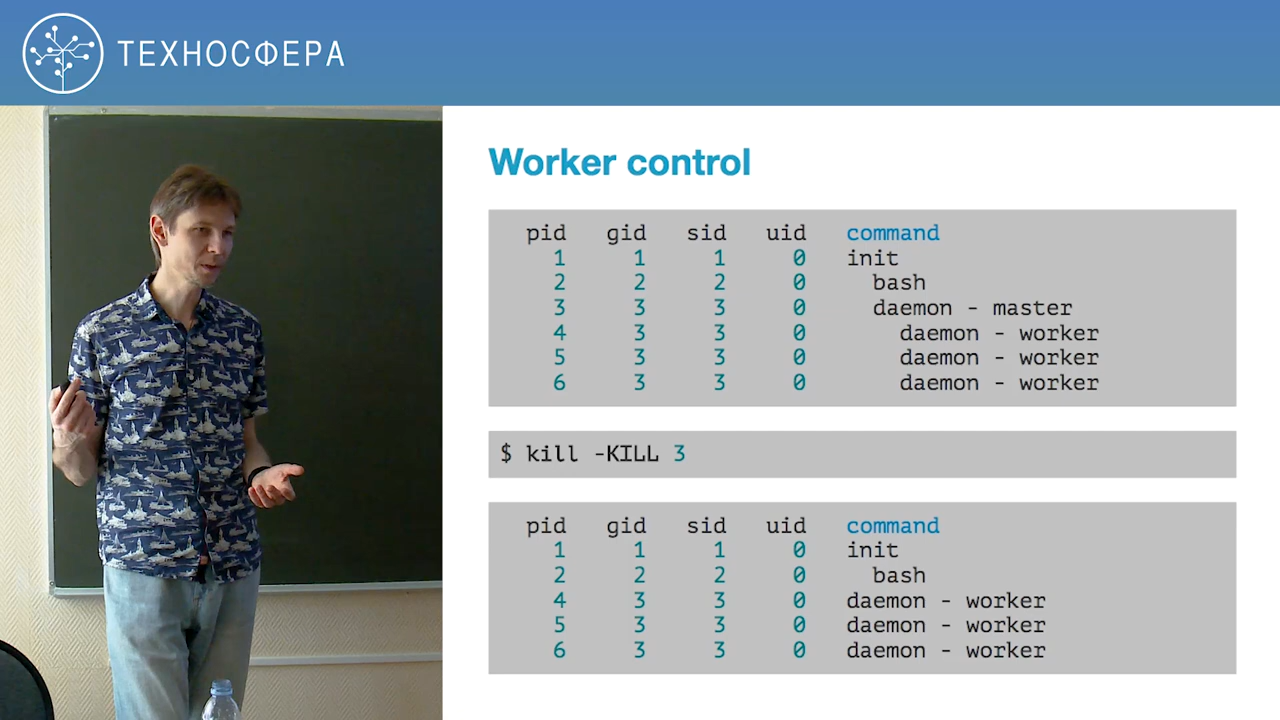 ТЕХНОСФЕРА
Worker control
pid gid sid uid command
1 1 1 0 init
2 2 2 0 bash
3 3 3 0 daemon - master
4 3 3 0 daemon - worker
5 3 3 0 daemon - worker
6 3 3 0 daemon - worker
$ kill -KILL 3
pid gid sid uid command
1 1 1 0 init
2 2 2 0 bash
4 3 3 0 daemon - worker
5 3 3 0 daemon - worker
6 3 3 0 daemon - worker